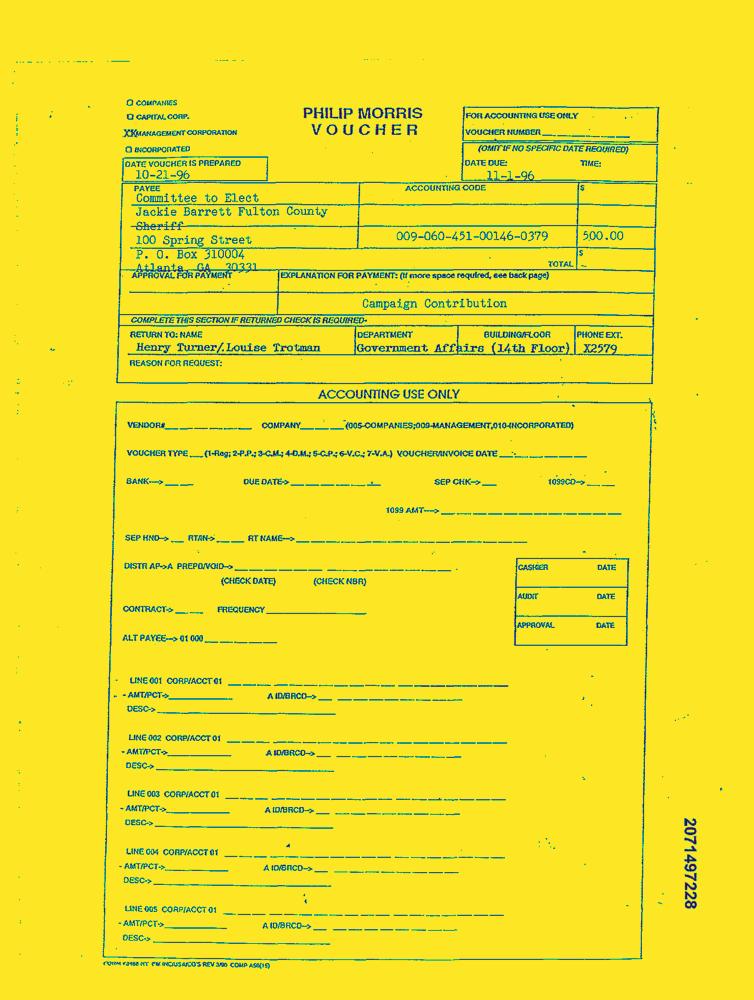 ☐ COMPANIES
☐ CAPITAL CORP.
XX MANAGEMENT CORPORATION
☐ INCORPORATED
PHILIP MORRIS
VOUCHER
FOR ACCOUNTING USE ONLY
VOUCHER NUMBER
(OMIT IF NO SPECIFIC DATE REQUIRED)
DATE VOUCHER IS PREPARED
10-21-96
DATE DUE: TIME:
11-1-96
PAYEE ACCOUNTING CODE $
Committee to Elect
Jackie Barrett Fulton County
Sheriff
100 Spring Street 009-060-451-00146-0379 500.00
P. O. Box 310004
TOTAL $
Atlanta, GA 30331
APPROVAL FOR PAYMENT EXPLANATION FOR PAYMENT: (If more space required, see back page)
Campaign Contribution
COMPLETE THIS SECTION IF RETURNED CHECK IS REQUIRED-
RETURN TO: NAME DEPARTMENT BUILDING/FLOOR PHONE EXT.
Henry Turner/Louise Trotman Government Affairs (14th Floor) X2579
REASON FOR REQUEST:
ACCOUNTING USE ONLY
VENDOR# COMPANY (005-COMPANIES;009-MANAGEMENT,010-INCORPORATED)
VOUCHER TYPE (1-Reg; 2-P.P.; 3-C.M.; 4-D.M.; 5-C.P.; 6-V.C.; 7-V.A.) VOUCHER/INVOICE DATE
BANK--> DUE DATE-> SEP CHK--> 1099CD-->
1099 AMT--->
SEP HND--> RT/IN-> RT NAME-->
DISTR AP->A PREPD/VOID-->
(CHECK DATE) (CHECK NBR)
CASHIER DATE
AUDIT DATE
APPROVAL DATE
CONTRACT-> FREQUENCY
ALT PAYEE--> 01 000
LINE 001 CORP/ACCT 01
- AMT/PCT-> A ID/BRCD-->
DESC->
LINE 002 CORP/ACCT 01
- AMT/PCT-> A ID/BRCD-->
DESC->
LINE 003 CORP/ACCT 01
- AMT/PCT-> A ID/BRCD-->
DESC->
LINE 004 CORP/ACCT 01
- AMT/PCT-> A ID/BRCD-->
DESC->
LINE 005 CORP/ACCT 01
- AMT/PCT-> A ID/BRCD-->
DESC->
2071497228